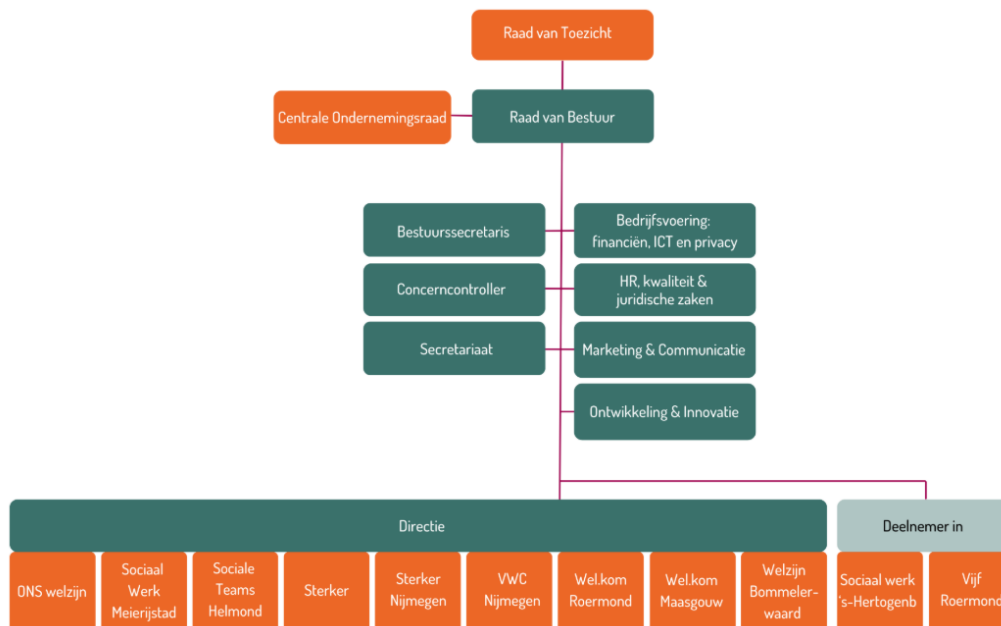 Raad van Toezicht
Centrale Ondernemingsraad
Raad van Bestuur
Bestuurssecretaris
Bedrijfsvoering:
financiën, ICT en privacy
Concerncontroller
HR, kwaliteit &
juridische zaken
Secretariaat
Marketing & Communicatie
Ontwikkeling & Innovatie
Directie
Deelnemer in
ONS welzijn
Sociaal
Werk
Meierijstad
Sociale
Teams
Helmond
Sterker
Sterker
Nijmegen
VWC
Nijmegen
Wel.kom
Roermond
Wel.kom
Maasgouw
Welzijn
Bommeler-
waard
Sociaal werk
's-Hertogenb
Vijf
Roermond